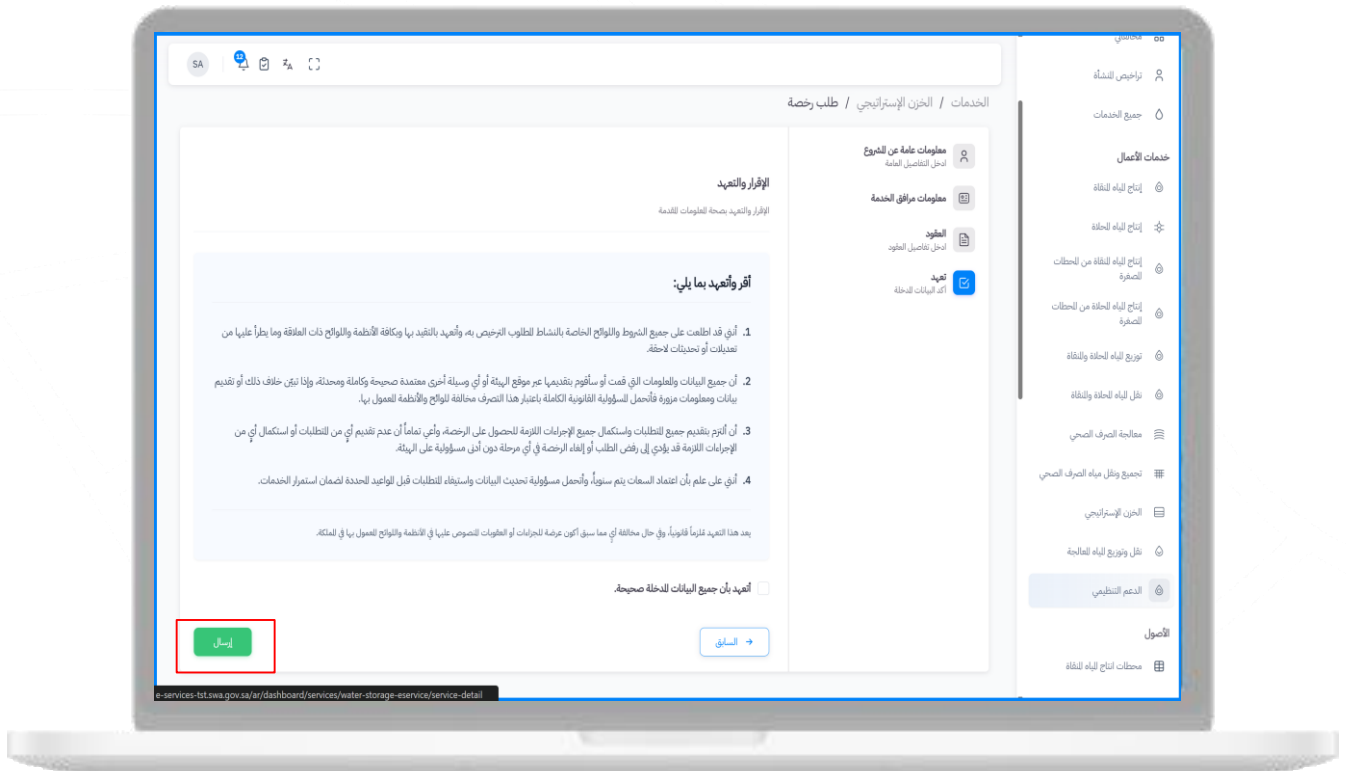 SA
12
الخدمات / الخزن الإستراتيجي / طلب رخصة
تراخيص المنشأة
جميع الخدمات
خدمات الأعمال
إنتاج المياه المنقاة
إنتاج المياه المحلاة
إنتاج المياه المنقاة من المحطات
المصغرة
إنتاج المياه المحلاة من المحطات
المصغرة
توزيع المياه المحلاة والمنقاة
نقل المياه المحلاة والمنقاة
معالجة الصرف الصحي
تجميع ونقل مياه الصرف الصحي
الخزن الإستراتيجي
نقل وتوزيع المياه المعالجة
الدعم التنظيمي
الأصول
محطات انتاج المياه المنقاة
معلومات عامة عن المشروع
ادخل التفاصيل العامة
معلومات مرافق الخدمة
العقود
ادخل تفاصيل العقود
تعهد
أكد البيانات المدخلة
الإقرار والتعهد
الإقرار والتعهد بصحة المعلومات المقدمة
أقر وأتعهد بما يلي:
1. أنني قد اطلعت على جميع الشروط واللوائح الخاصة بالنشاط المطلوب الترخيص به، وأتعهد بالتقيد بها وبكافة الأنظمة واللوائح ذات العلاقة وما يطرأ عليها من
تعديلات أو تحديثات لاحقة.
2. أن جميع البيانات والمعلومات التي قمت أو سأقوم بتقديمها عبر موقع الهيئة أو أي وسيلة أخرى معتمدة صحيحة وكاملة ومحدثة، وإذا تبيّن خلاف ذلك أو تقديم
بيانات ومعلومات مزورة فأتحمل المسؤولية القانونية الكاملة باعتبار هذا التصرف مخالفة للوائح والأنظمة المعمول بها.
3. أن ألتزم بتقديم جميع المتطلبات واستكمال جميع الإجراءات اللازمة للحصول على الرخصة، وأعي تماماً أن عدم تقديم أيٍ من المتطلبات أو استكمال أيٍ من
الإجراءات اللازمة قد يؤدي إلى رفض الطلب أو إلغاء الرخصة في أي مرحلة دون أدنى مسؤولية على الهيئة.
4. أنني على علم بأن اعتماد السعات يتم سنوياً، وأتحمل مسؤولية تحديث البيانات واستيفاء المتطلبات قبل المواعيد المحددة لضمان استمرار الخدمات.
يعد هذا التعهد مُلزماً قانونياً، وفي حال مخالفة أيٍ مما سبق أكون عرضة للجزاءات أو العقوبات المنصوص عليها في الأنظمة واللوائح المعمول بها في المملكة.
أتعهد بأن جميع البيانات المدخلة صحيحة.
السابق
إرسال
e-services-tst.swa.gov.sa/ar/dashboard/services/water-storage-eservice/service-detail